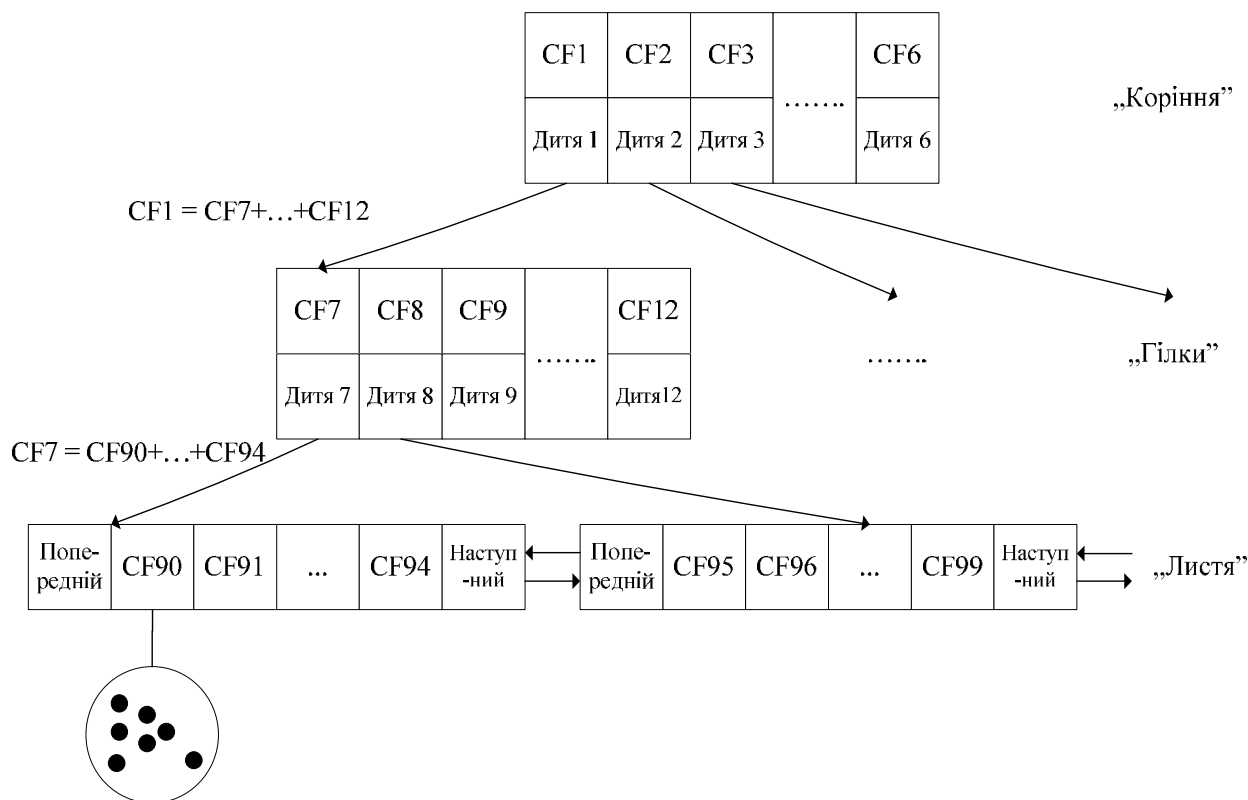 CF1 CF2 CF3 ……. CF6
„Коріння”
Дитя 1 Дитя 2 Дитя 3 Дитя 6
CF1 = CF7+…+CF12
CF7 CF8 CF9 ……. CF12
……. „Гілки”
Дитя 7 Дитя 8 Дитя 9 Дитя12
CF7 = CF90+…+CF94
Попе-
редній
CF90 CF91 ... CF94
Наступ
-ний
Попе-
редній
CF95 CF96 ... CF99
Наступ
-ний
„Листя”